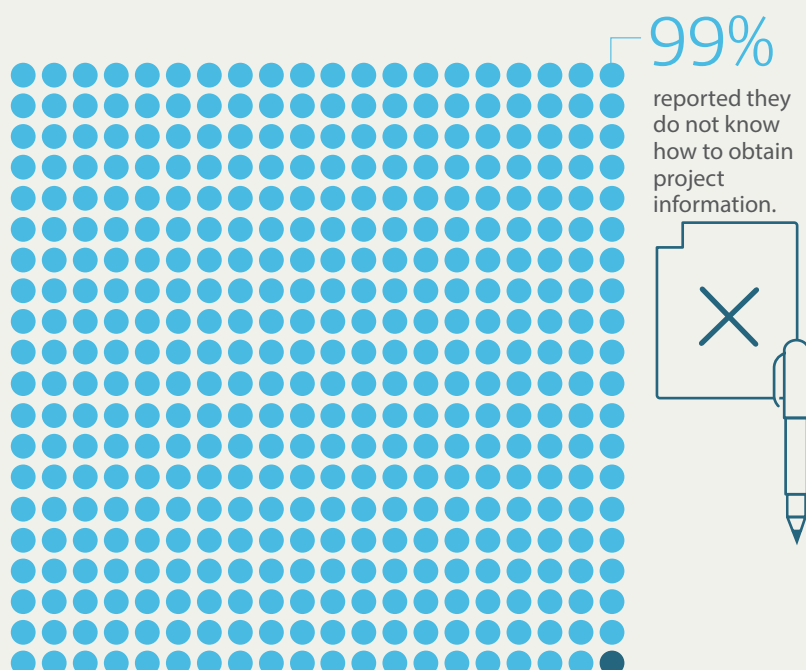 99%
reported they
do not know
how to obtain
project
information.